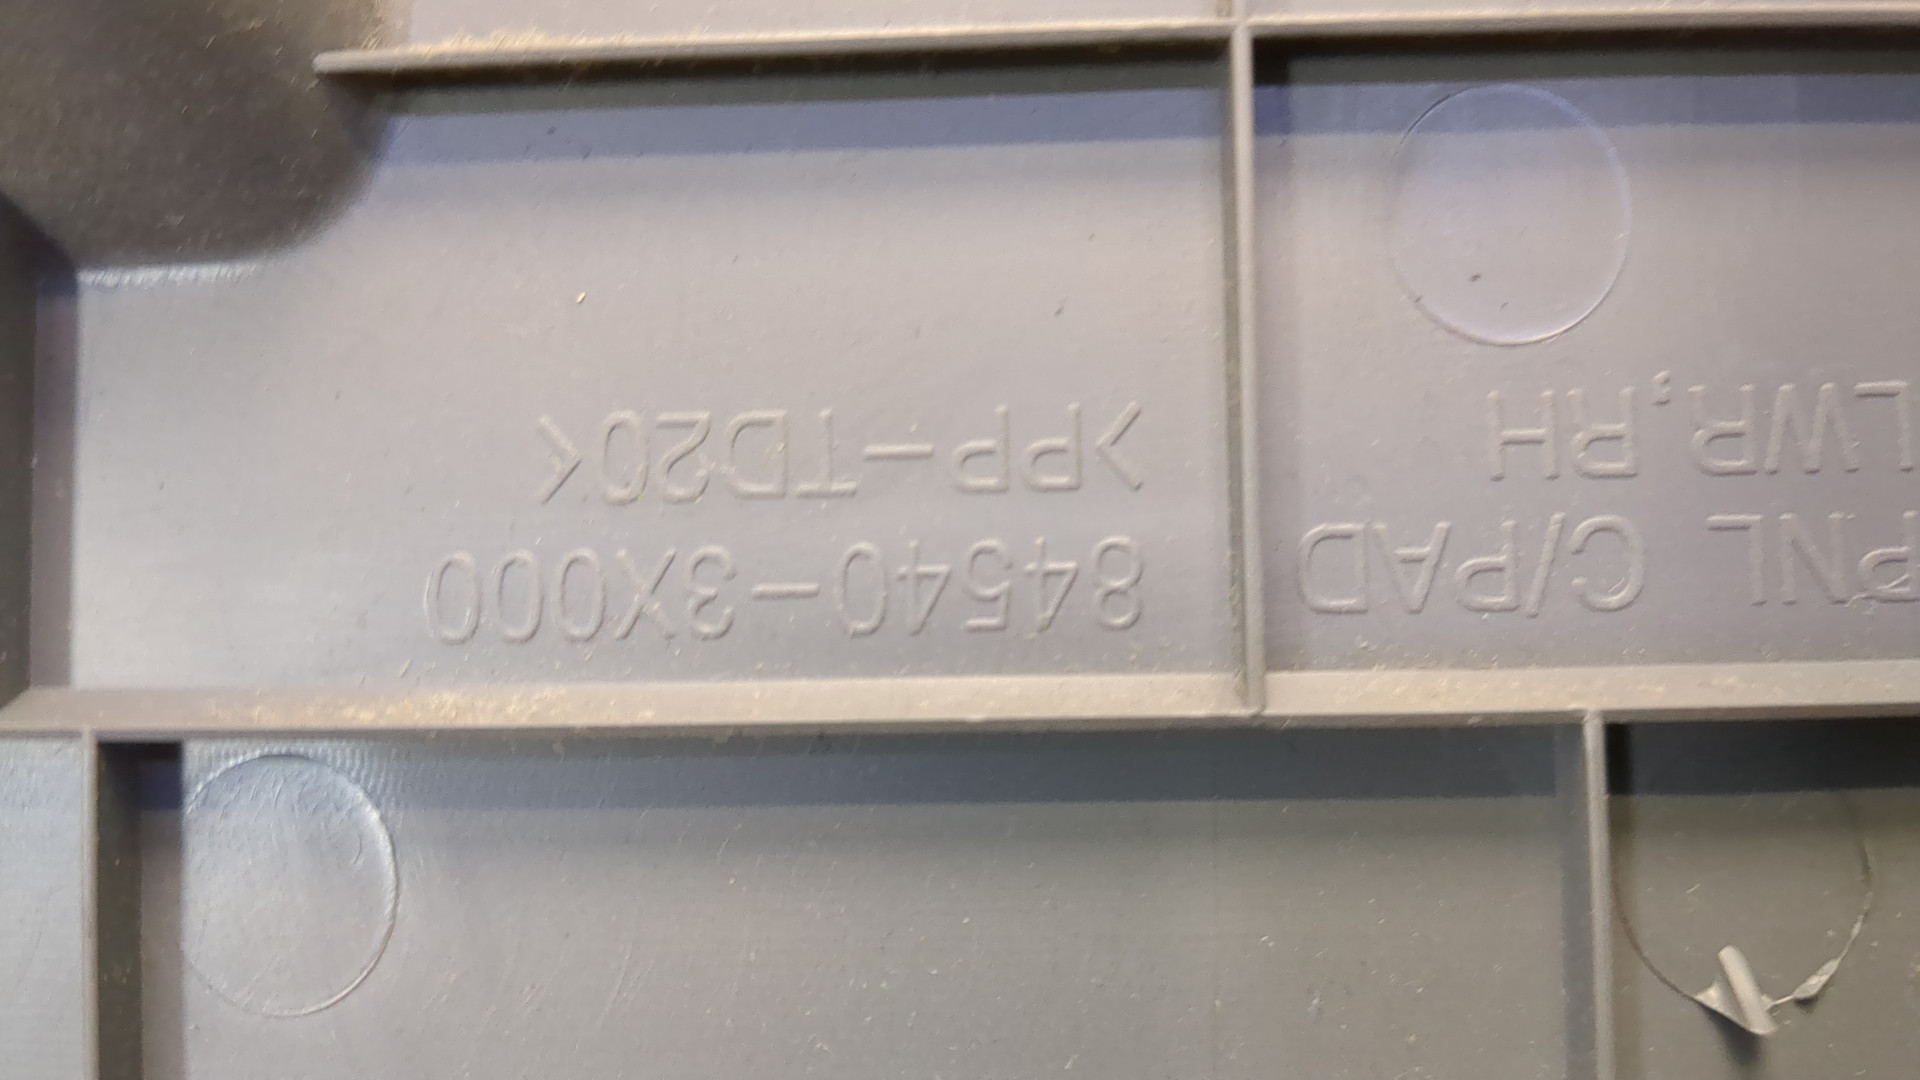 PNL C/PAD
LWR,RH
84540-3X000
>PP-TD20<